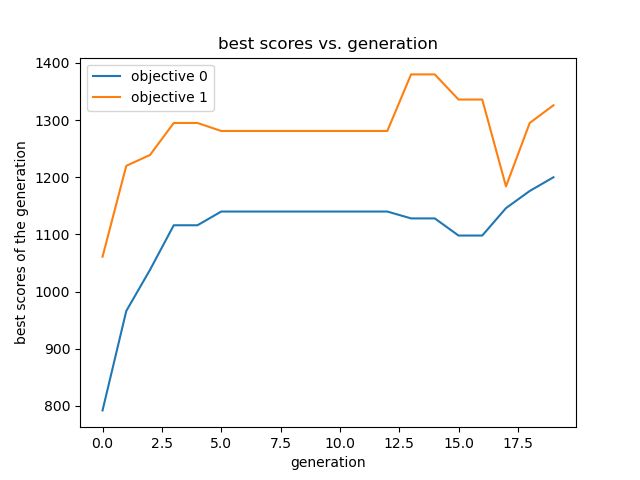 best scores vs. generation
objective 0
objective 1
best scores of the generation
1400
1300
1200
1100
1000
900
800
0.0 2.5 5.0 7.5 10.0 12.5 15.0 17.5
generation